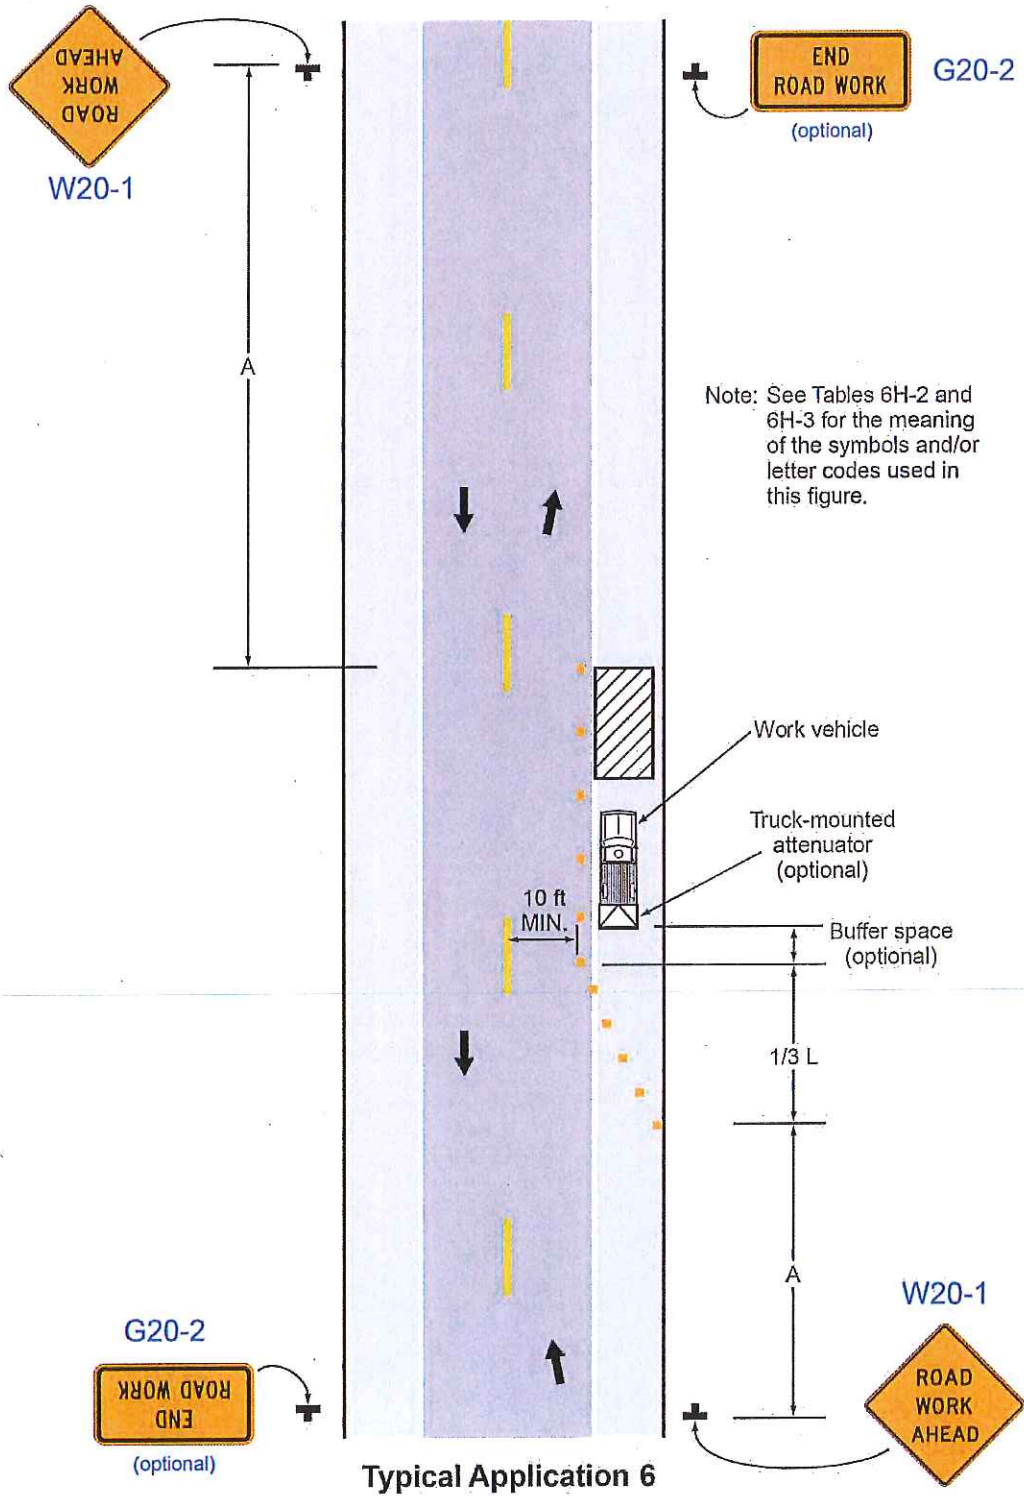 ROAD
WORK
AHEAD
W20-1
END
ROAD WORK
(optional)
G20-2
A
Note: See Tables 6H-2 and
6H-3 for the meaning
of the symbols and/or
letter codes used in
this figure.
Work vehicle
Truck-mounted
attenuator
(optional)
10 ft
MIN.
Buffer space
(optional)
1/3 L
A
W20-1
ROAD
WORK
AHEAD
G20-2
END
ROAD WORK
(optional)
Typical Application 6